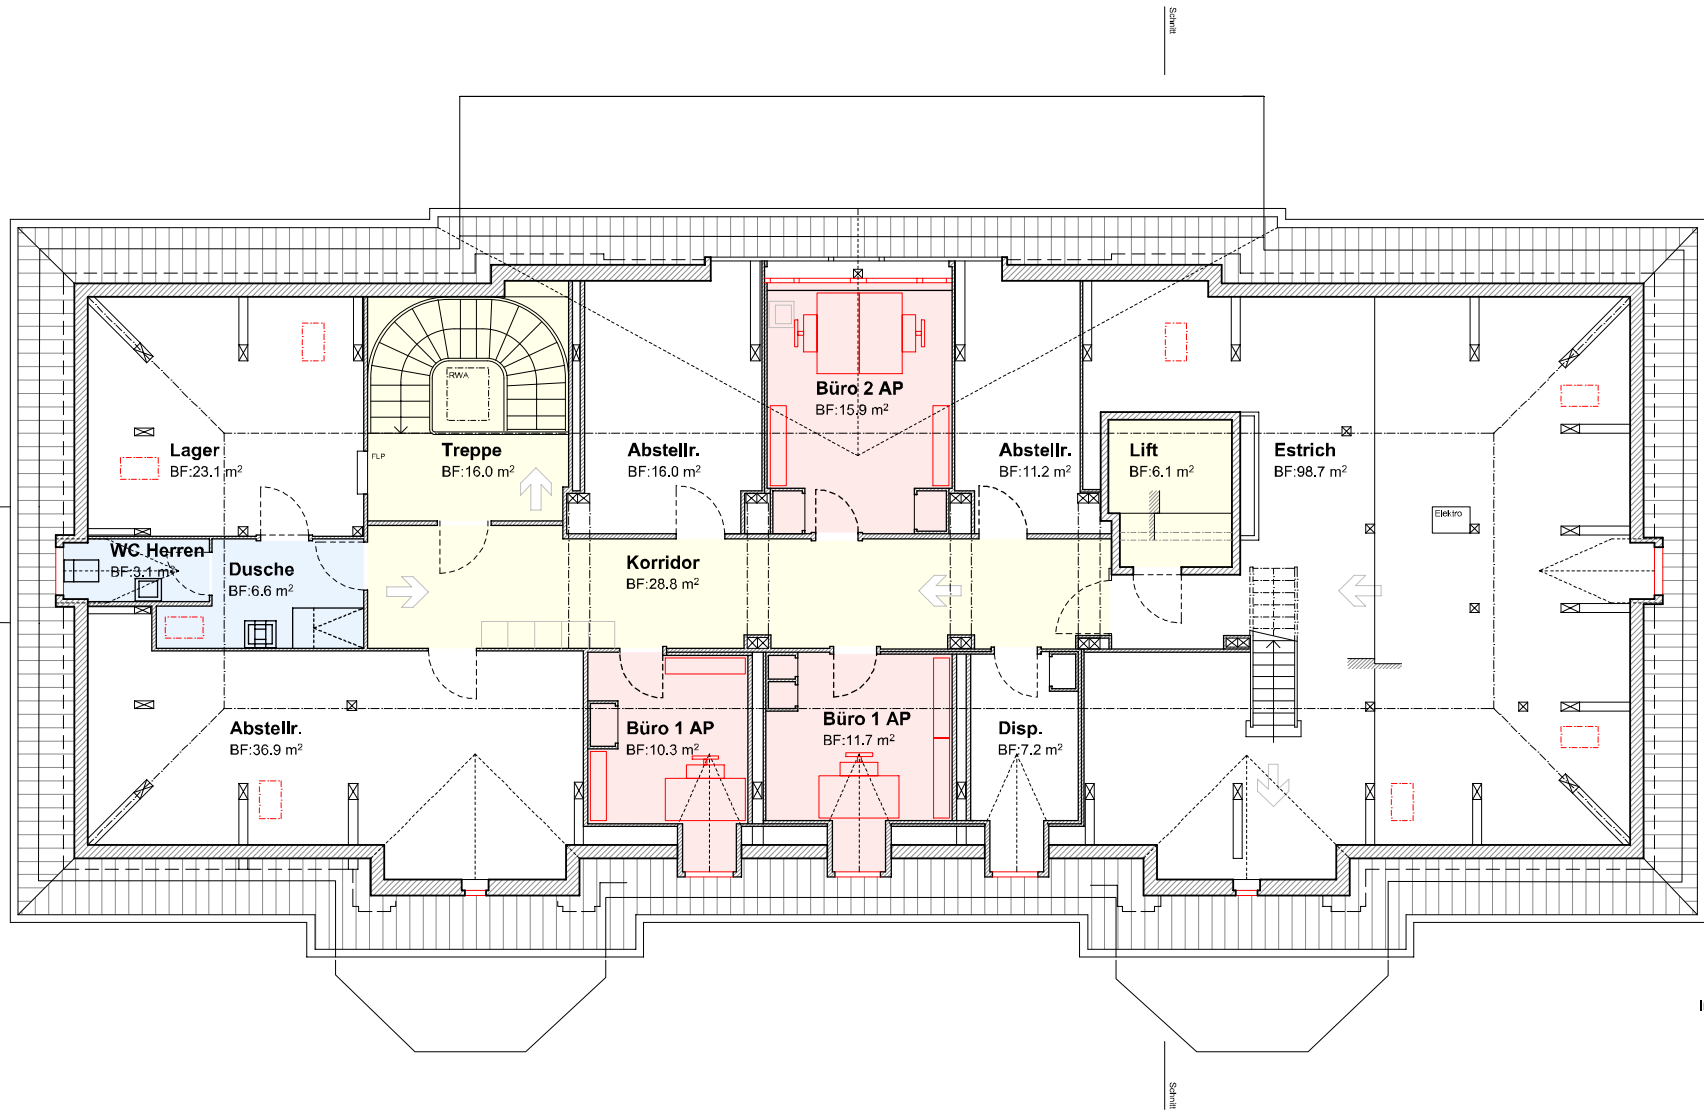 Schnitt
RWA
Büro 2 AP
BF:15.9 m²
Lager
BF:23.1 m²
FLP
Treppe
BF:16.0 m²
Abstellr.
BF:16.0 m²
Abstellr.
BF:11.2 m²
Lift
BF:6.1 m²
Estrich
BF:98.7 m²
Elektro
WC Herren
BF:3.1 m²
Dusche
BF:6.6 m²
Korridor
BF:28.8 m²
Abstellr.
BF:36.9 m²
Büro 1 AP
BF:10.3 m²
Büro 1 AP
BF:11.7 m²
Disp.
BF:7.2 m²
Schnitt